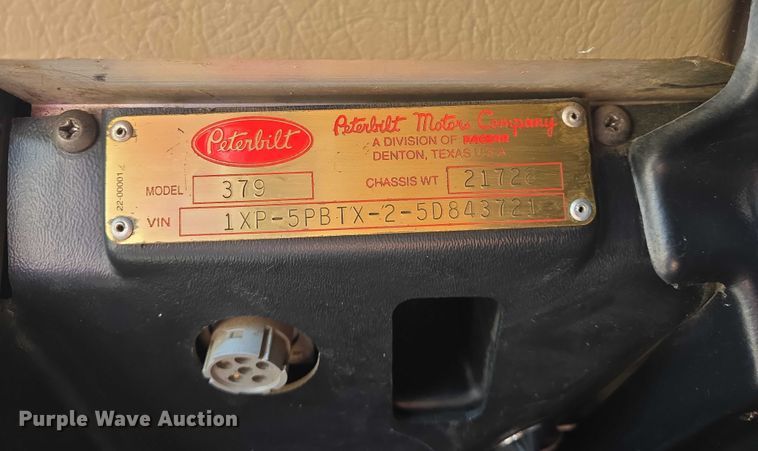 Peterbilt
Peterbilt Motors Company
A DIVISION OF PACCAR
DENTON, TEXAS U.S.A
22-00001
MODEL 379 CHASSIS WT
VIN 1XP-5PBTX-2-5D843721
Purple Wave Auction